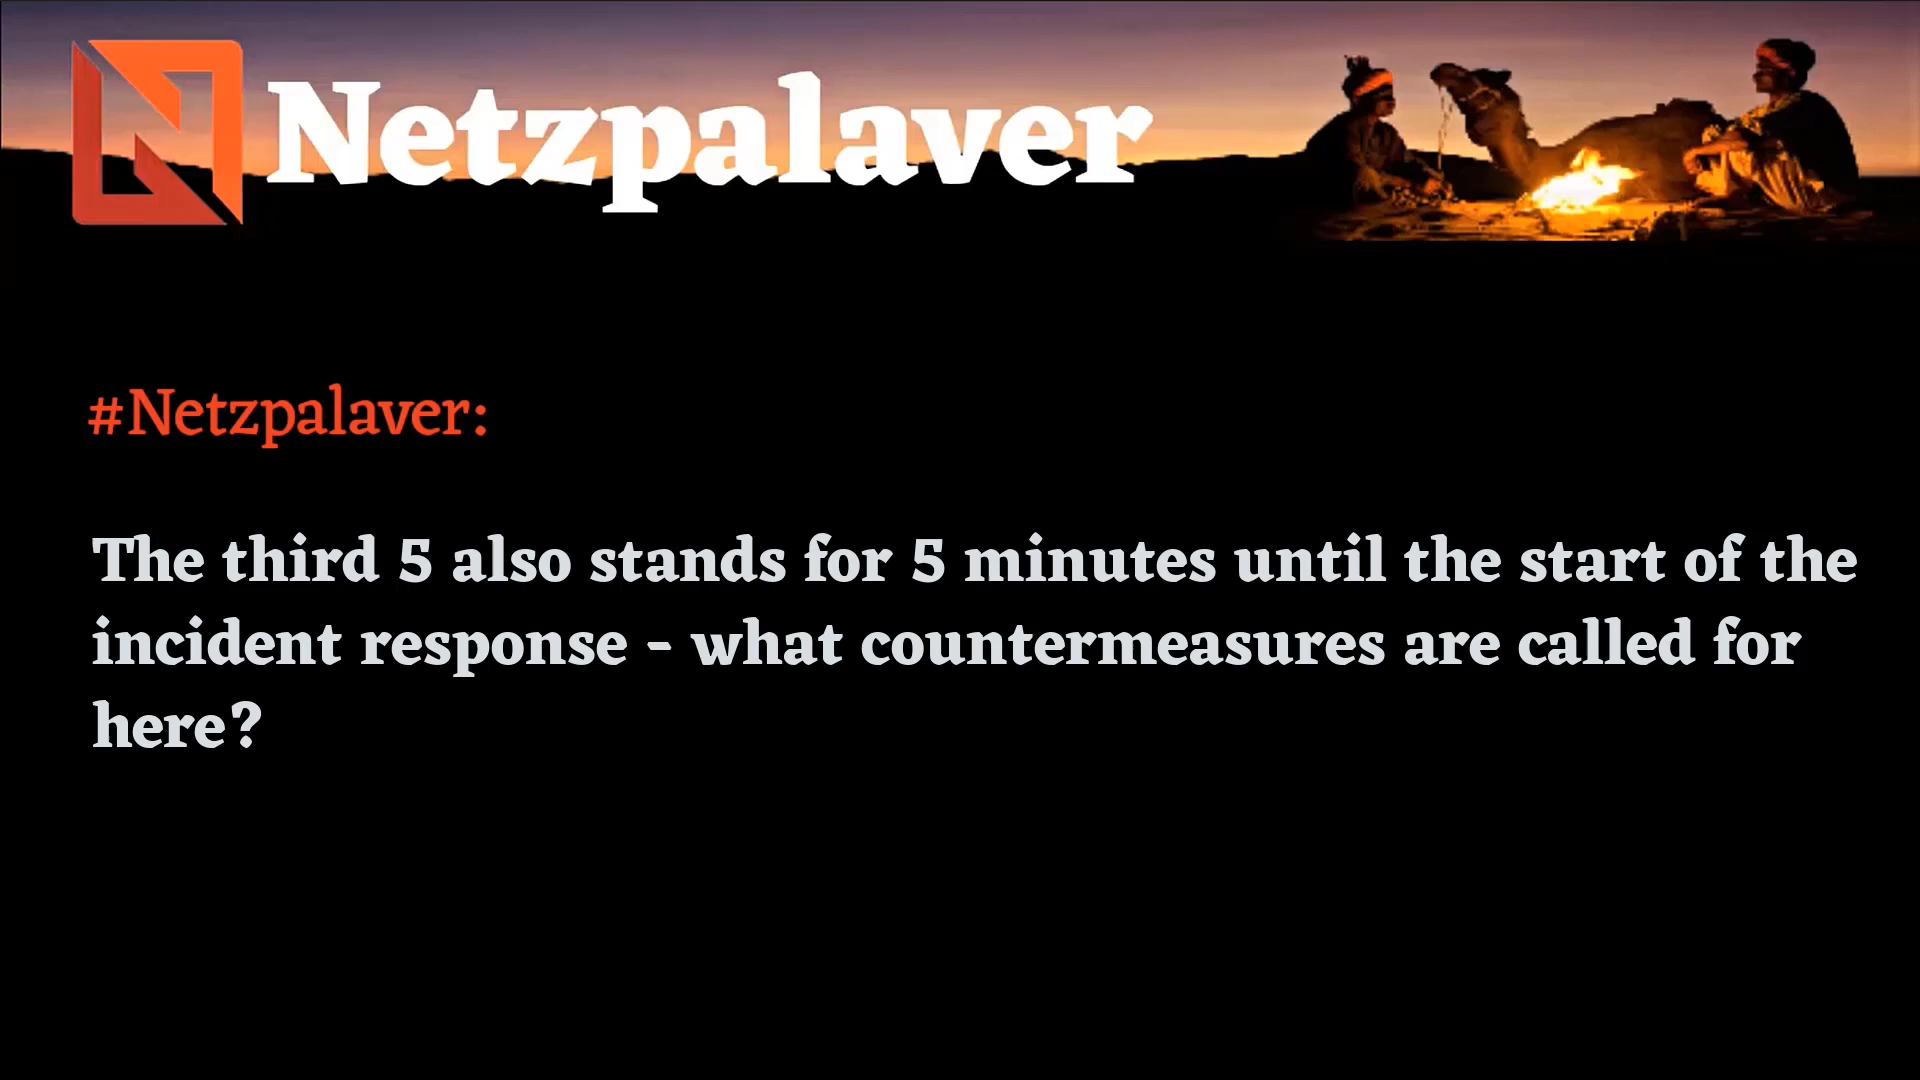 Netzpalaver
#Netzpalaver:
The third 5 also stands for 5 minutes until the start of the
incident response - what countermeasures are called for
here?